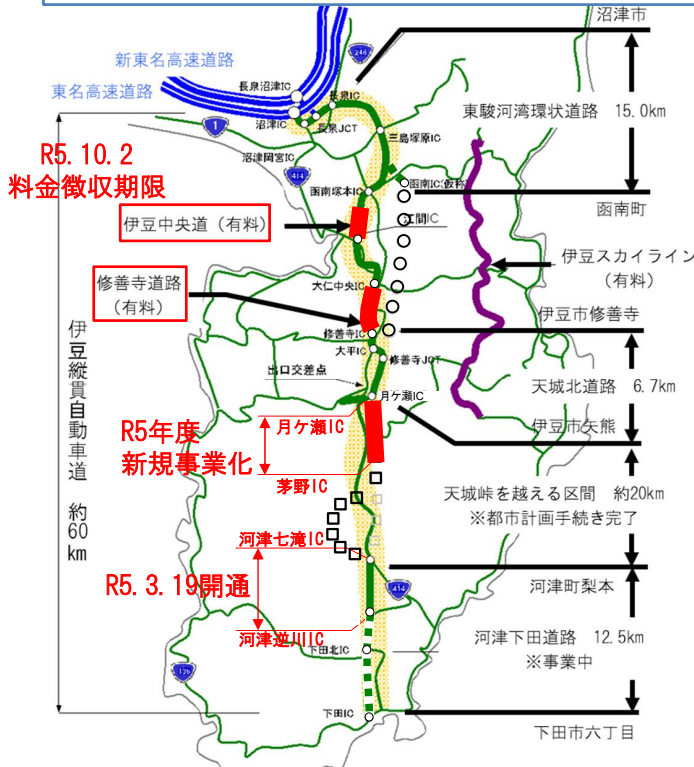 沼津市
新東名高速道路
246
長泉沼津IC
長泉IC
東名高速道路
東駿河湾環状道路 15.0km
1
沼津IC
長泉JCT
三島塚原IC
R5.10.2
料金徴収期限
沼津岡宮IC
414
函南塚本IC
函南IC(仮称)
函南町
伊豆中央道(有料)
江間IC
伊豆スカイライン
(有料)
修善寺道路
(有料)
大仁中央IC
伊豆市修善寺
修善寺IC
大平IC
修善寺JCT
出口交差点
天城北道路 6.7km
月ケ瀬IC
伊豆縦貫自動車道 約60km
R5年度
新規事業化
月ケ瀬IC
伊豆市矢熊
茅野IC
天城峠を越える区間 約20km
※都市計画手続き完了
河津七滝IC
河津町梨本
R5.3.19開通
414
河津逆川IC
河津下田道路 12.5km
※事業中
下田北IC
136
下田IC
下田市六丁目